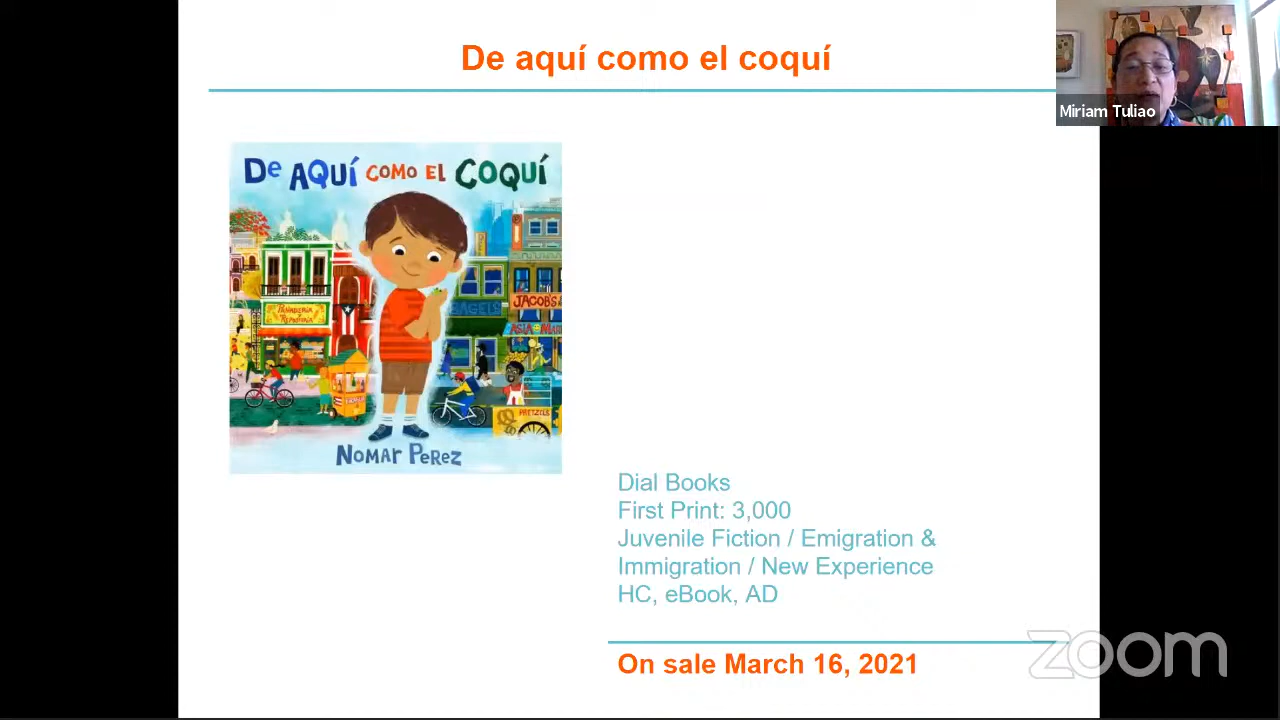 De aquí como el coquí
Miriam Tuliao
De Aquí como el Coquí
PANADERÍA
Y REPOSTERÍA
BAGELS
JACOB'S
ASIA
PRETZELS
Nomar Perez
Dial Books
First Print: 3,000
Juvenile Fiction / Emigration &
Immigration / New Experience
HC, eBook, AD
On sale March 16, 2021
zoom